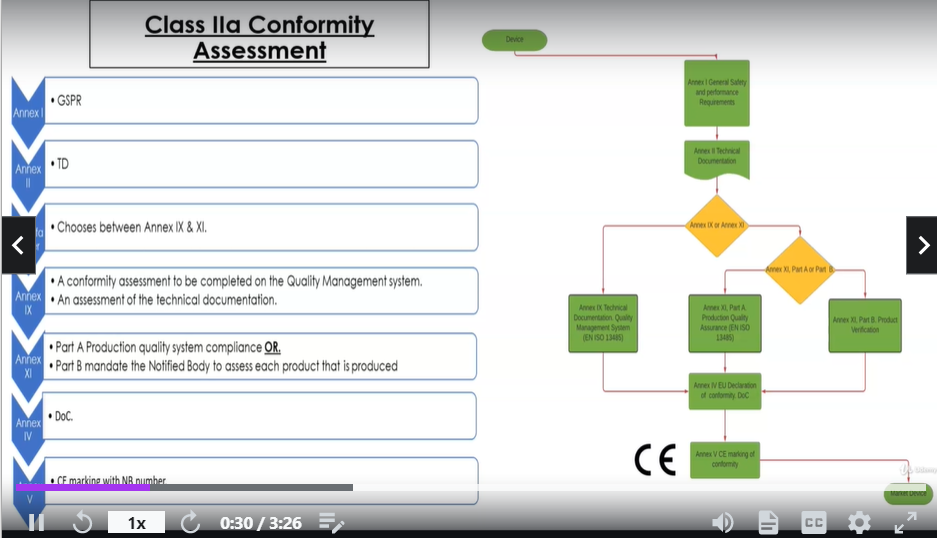 Class IIa Conformity
Assessment
Annex I
• GSPR
Annex
II
• TD
• Chooses between Annex IX & XI.
Annex
IX
• A conformity assessment to be completed on the Quality Management system.
• An assessment of the technical documentation.
Annex
XI
• Part A Production quality system compliance OR.
• Part B mandate the Notified Body to assess each product that is produced
Annex
IV
• DoC.
V
• CE marking with NB number
Device
Annex I General Safety
and performance
Requirements
Annex II Technical
Documentation
Annex IX or Annex XI
Annex XI, Part A or Part B
Annex IX Technical
Documentation, Quality
Management System
(EN ISO 13485)
Annex XI, Part A
Production Quality
Assurance (EN ISO
13485)
Annex XI, Part B, Product
Verification
Annex IV EU Declaration
of conformity, DoC
CE
Annex V CE marking of
conformity
Market Device
Udemy
1x
0:30 / 3:26
CC